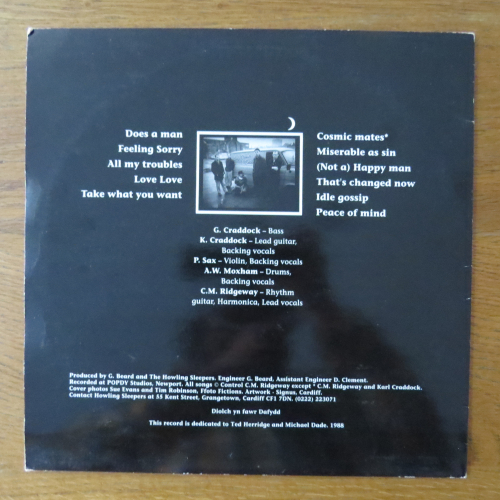 Does a man
Feeling Sorry
All my troubles
Love Love
Take what you want
Cosmic mates*
Miserable as sin
(Not a) Happy man
That's changed now
Idle gossip
Peace of mind
G. Craddock – Bass
K. Craddock – Lead guitar,
Backing vocals
P. Sax – Violin, Backing vocals
A.W. Moxham – Drums,
Backing vocals
C.M. Ridgeway – Rhythm
guitar, Harmonica, Lead vocals
Produced by G. Beard and The Howling Sleepers. Engineer G. Beard, Assistant Engineer D. Clement.
Recorded at POPDY Studios, Newport. All songs © Control C.M. Ridgeway except * C.M. Ridgeway and Karl Craddock.
Cover photos Sue Evans and Tim Robinson, Ffoto Fictions. Artwork - Signus, Cardiff.
Contact Howling Sleepers at 55 Kent Street, Grangetown, Cardiff CF1 7DN. (0222) 223071
Diolch yn fawr Dafydd
This record is dedicated to Ted Herridge and Michael Dade. 1988